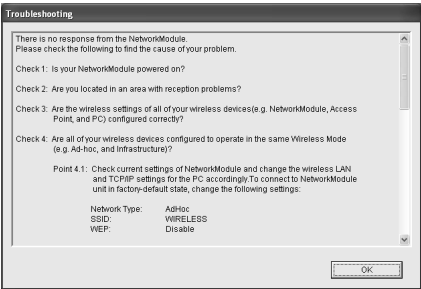 Troubleshooting
There is no response from the NetworkModule.
Please check the following to find the cause of your problem.
Check 1: Is your NetworkModule powered on?
Check 2: Are you located in an area with reception problems?
Check 3: Are the wireless settings of all of your wireless devices(e.g. NetworkModule, Access
Point, and PC) configured correctly?
Check 4: Are all of your wireless devices configured to operate in the same Wireless Mode
(e.g. Ad-hoc, and Infrastructure)?
Point 4.1: Check current settings of NetworkModule and change the wireless LAN
and TCP/IP settings for the PC accordingly.To connect to NetworkModule
unit in factory-default state, change the following settings:
Network Type: AdHoc
SSID: WIRELESS
WEP: Disable
OK